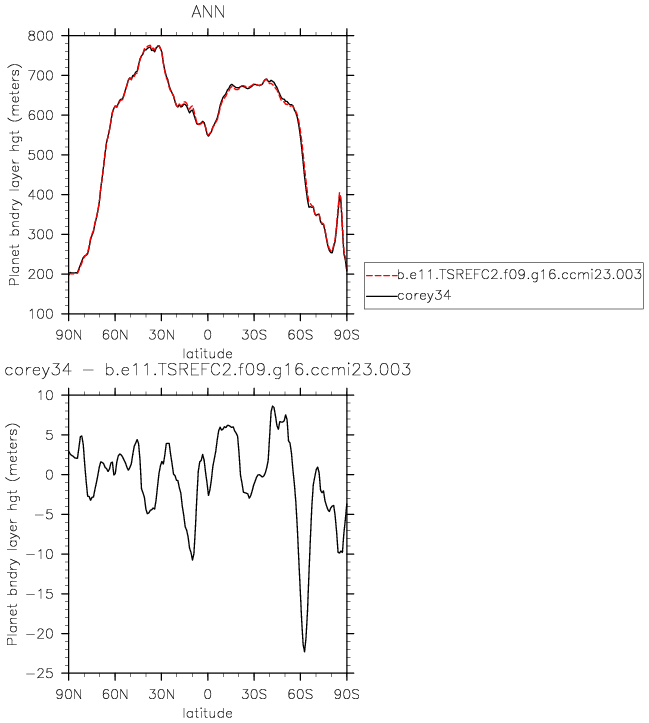 ANN
Planet bndry layer hgt (meters)
800
700
600
500
400
300
200
100
90N 60N 30N 0 30S 60S 90S
latitude
b.e11.TSREFC2.f09.g16.ccmi23.003
corey34
corey34 − b.e11.TSREFC2.f09.g16.ccmi23.003
Planet bndry layer hgt (meters)
10
5
0
−5
−10
−15
−20
−25
90N 60N 30N 0 30S 60S 90S
latitude